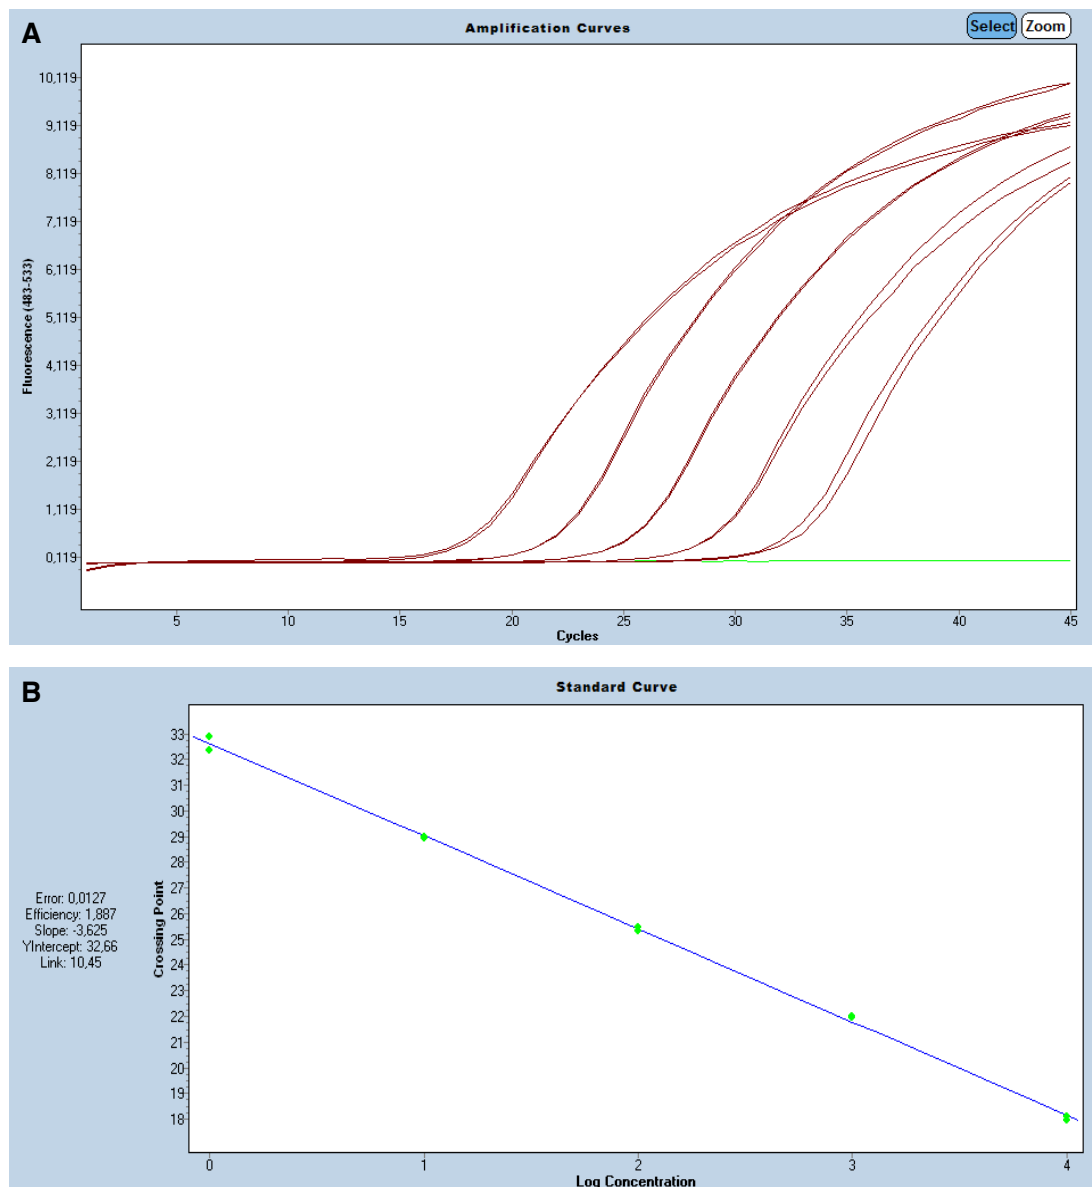 A
Amplification Curves
Select Zoom
Fluorescence (483-533)
10,119
9,119
8,119
7,119
6,119
5,119
4,119
3,119
2,119
1,119
0,119
5 10 15 20 25 30 35 40 45
Cycles
B
Standard Curve
Error: 0,0127
Efficiency: 1,887
Slope: -3,625
YIntercept: 32,66
Link: 10,45
Crossing Point
33
32
31
30
29
28
27
26
25
24
23
22
21
20
19
18
0 1 2 3 4
Log Concentration